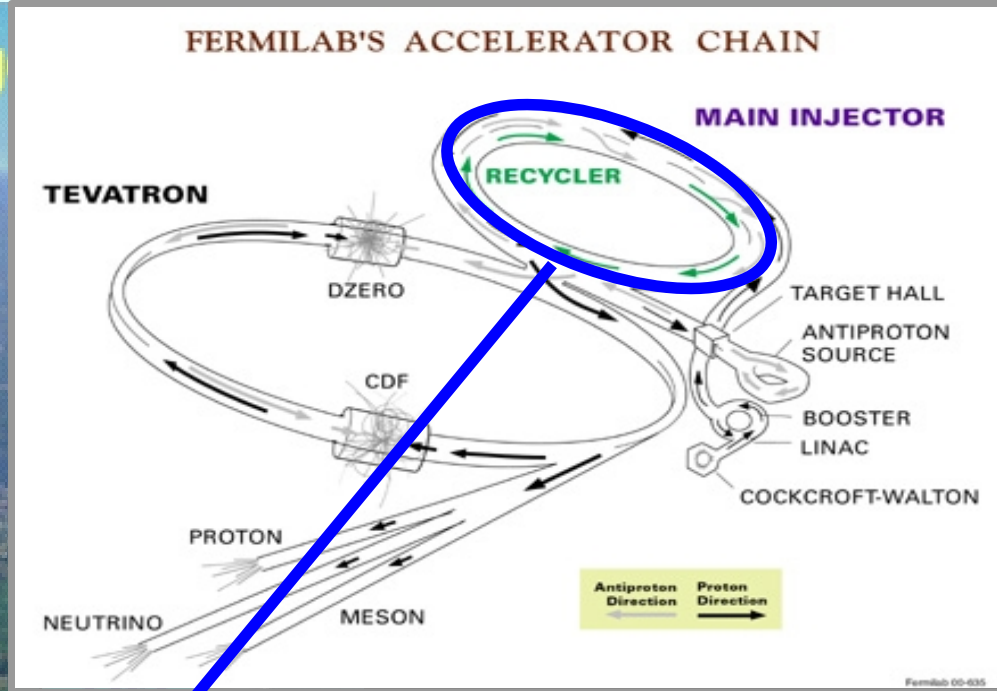 FERMILAB'S ACCELERATOR CHAIN
MAIN INJECTOR
RECYCLER
TEVATRON
DZERO
TARGET HALL
ANTIPROTON
SOURCE
CDF
BOOSTER
LINAC
COCKCROFT-WALTON
PROTON
Antiproton Proton
Direction Direction
NEUTRINO
MESON
Fermilab 00-635